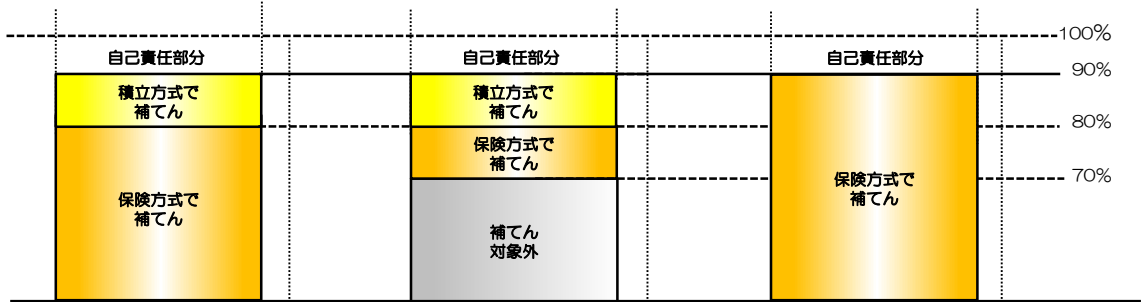 100%
自己責任部分
自己責任部分
自己責任部分
90%
積立方式で
補てん
積立方式で
補てん
80%
保険方式で
補てん
70%
保険方式で
補てん
保険方式で
補てん
補てん
対象外